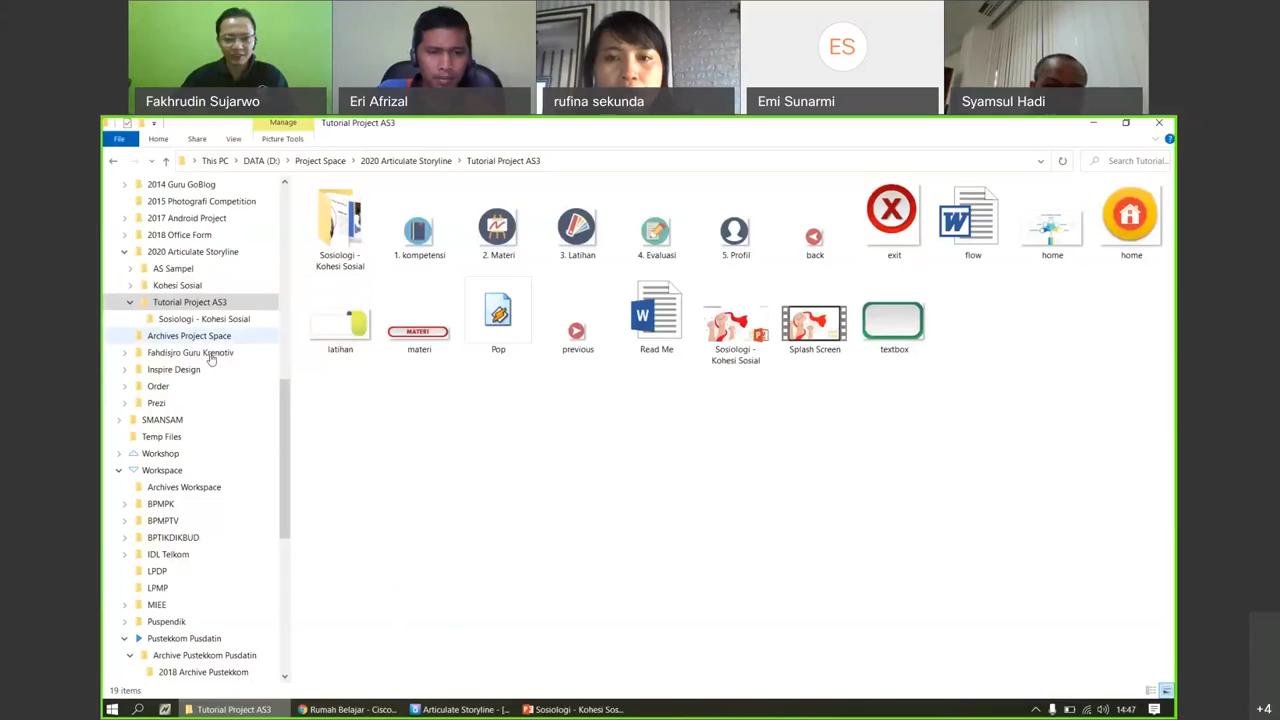 Fakhrudin Sujarwo
Eri Afrizal
rufina sekunda
ES
Emi Sunarmi
Syamsul Hadi
Manage
Tutorial Project AS3
File
Home
Share
View
Picture Tools
This PC
DATA (D:)
Project Space
2020 Articulate Storyline
Tutorial Project AS3
Search Tutorial...
2014 Guru GoBlog
2015 Photografi Competition
2017 Android Project
2018 Office Form
2020 Articulate Storyline
AS Sampel
Kohesi Sosial
Tutorial Project AS3
Sosiologi - Kohesi Sosial
Archives Project Space
Fahdisjro Guru Krenotiv
Inspire Design
Order
Prezi
SMANSAM
Temp Files
Workshop
Workspace
Archives Workspace
BPMPK
BPMPTV
BPTIKDIKBUD
IDL Telkom
LPDP
LPMP
MIEE
Puspendik
Pustekkom Pusdatin
Archive Pustekkom Pusdatin
2018 Archive Pustekkom
Sosiologi -
Kohesi Sosial
1. kompetensi
2. Materi
3. Latihan
4. Evaluasi
5. Profil
back
exit
flow
home
home
latihan
MATERI
materi
Pop
previous
Read Me
Sosiologi -
Kohesi Sosial
Splash Screen
textbox
19 items
Tutorial Project AS3
Rumah Belajar - Cisco...
Articulate Storyline - [...
Sosiologi - Kohesi Sos...
14:47
+4